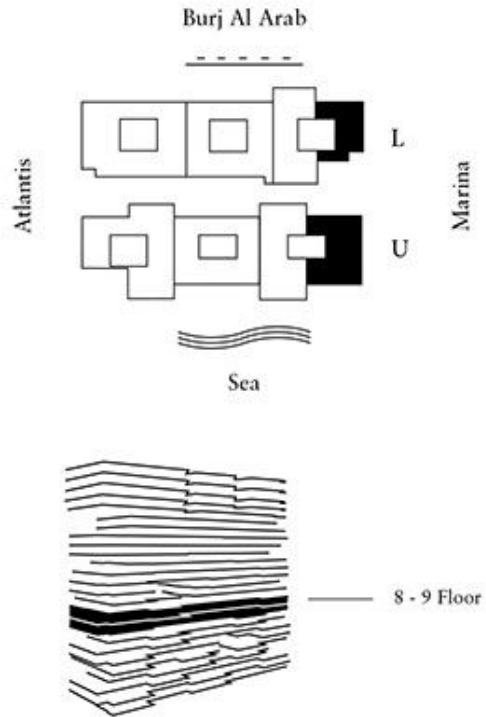 Burj Al Arab
L
Atlantis
Marina
U
Sea
8 - 9 Floor